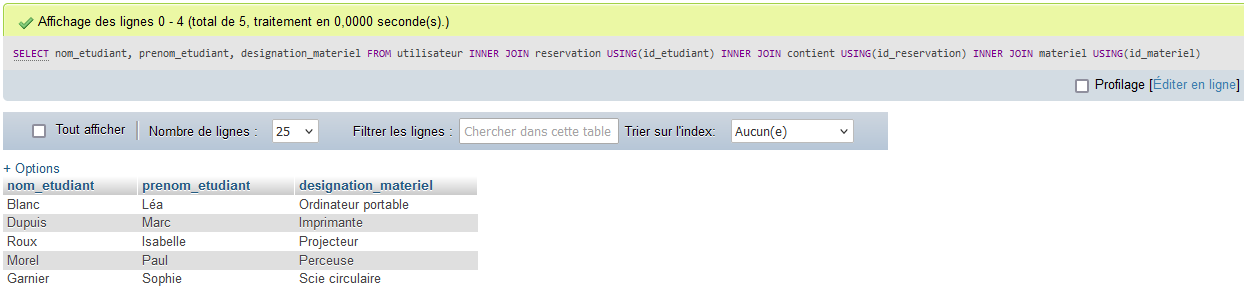 Affichage des lignes 0 - 4 (total de 5, traitement en 0,0000 seconde(s).)
SELECT nom_etudiant, prenom_etudiant, designation_materiel FROM utilisateur INNER JOIN reservation USING(id_etudiant) INNER JOIN contient USING(id_reservation) INNER JOIN materiel USING(id_materiel)
Profilage [Éditer en ligne]
Tout afficher Nombre de lignes : 25 Filtrer les lignes : Chercher dans cette table Trier sur l'index: Aucun(e)
+ Options
nom_etudiant prenom_etudiant designation_materiel
Blanc Léa Ordinateur portable
Dupuis Marc Imprimante
Roux Isabelle Projecteur
Morel Paul Perceuse
Garnier Sophie Scie circulaire